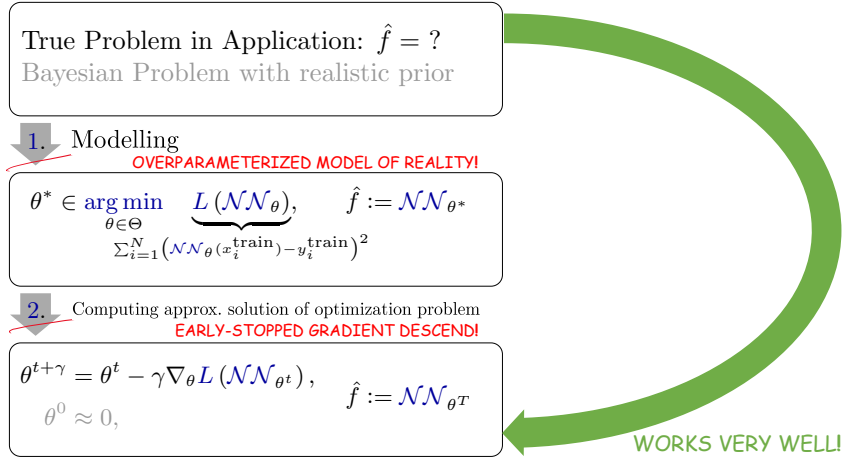 True Problem in Application: f̂ = ?
Bayesian Problem with realistic prior
1. Modelling
OVERPARAMETERIZED MODEL OF REALITY!
θ* ∈ arg min_{θ∈Θ} L(𝒩𝒩_θ), f̂ := 𝒩𝒩_{θ*}
∑_{i=1}^{N} (𝒩𝒩_θ(x_i^{train})−y_i^{train})^2
2. Computing approx. solution of optimization problem
EARLY-STOPPED GRADIENT DESCEND!
θ^{t+γ} = θ^t − γ∇_θ L(𝒩𝒩_{θ^t}),
f̂ := 𝒩𝒩_{θ^T}
θ^0 ≈ 0,
WORKS VERY WELL!